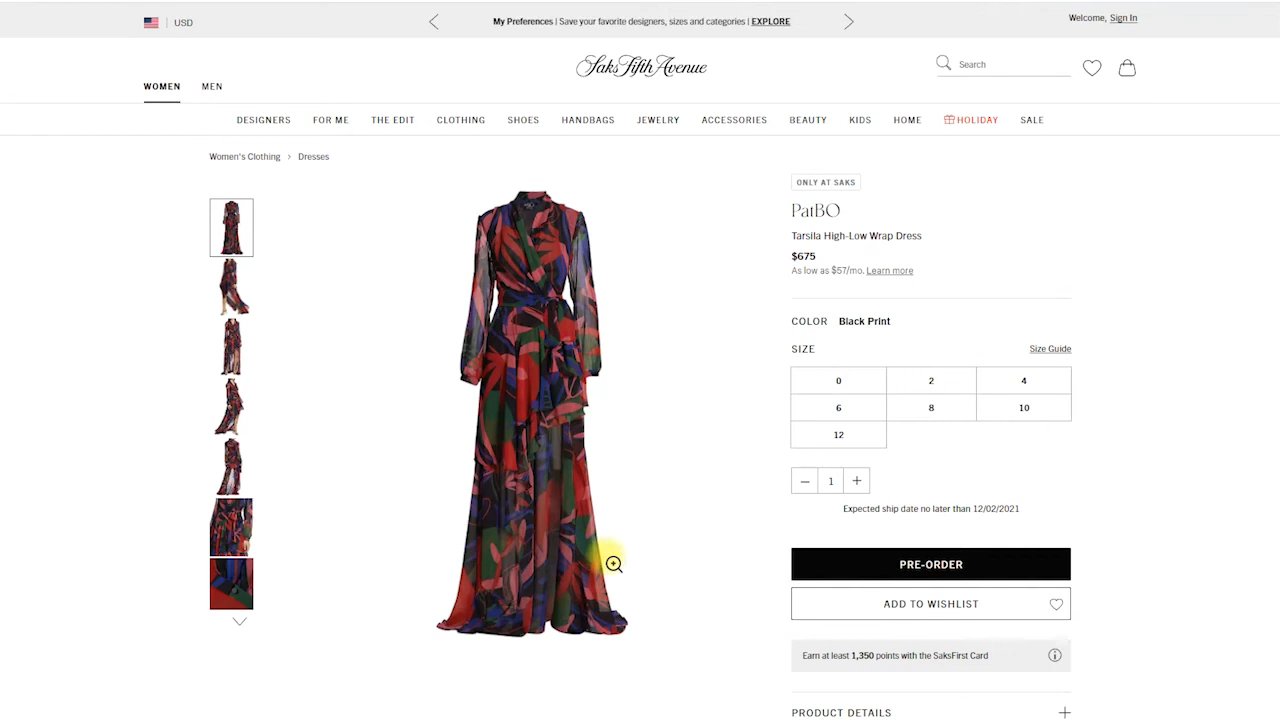 USD
My Preferences | Save your favorite designers, sizes and categories | EXPLORE
Welcome, Sign In
Saks Fifth Avenue
Search
WOMEN MEN
DESIGNERS FOR ME THE EDIT CLOTHING SHOES HANDBAGS JEWELRY ACCESSORIES BEAUTY KIDS HOME HOLIDAY SALE
Women's Clothing > Dresses
ONLY AT SAKS
PatBO
Tarsila High-Low Wrap Dress
$675
As low as $57/mo. Learn more
COLOR Black Print
SIZE Size Guide
0 2 4
6 8 10
12
– 1 +
Expected ship date no later than 12/02/2021
PRE-ORDER
ADD TO WISHLIST
Earn at least 1,350 points with the SaksFirst Card
PRODUCT DETAILS +